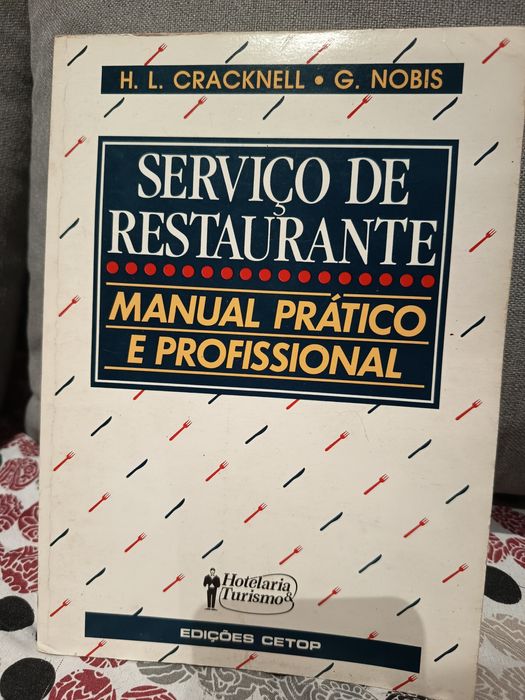 H. L. CRACKNELL • G. NOBIS
SERVIÇO DE
RESTAURANTE
MANUAL PRÁTICO
E PROFISSIONAL
Hotelaria
& Turismo
EDIÇÕES CETOP